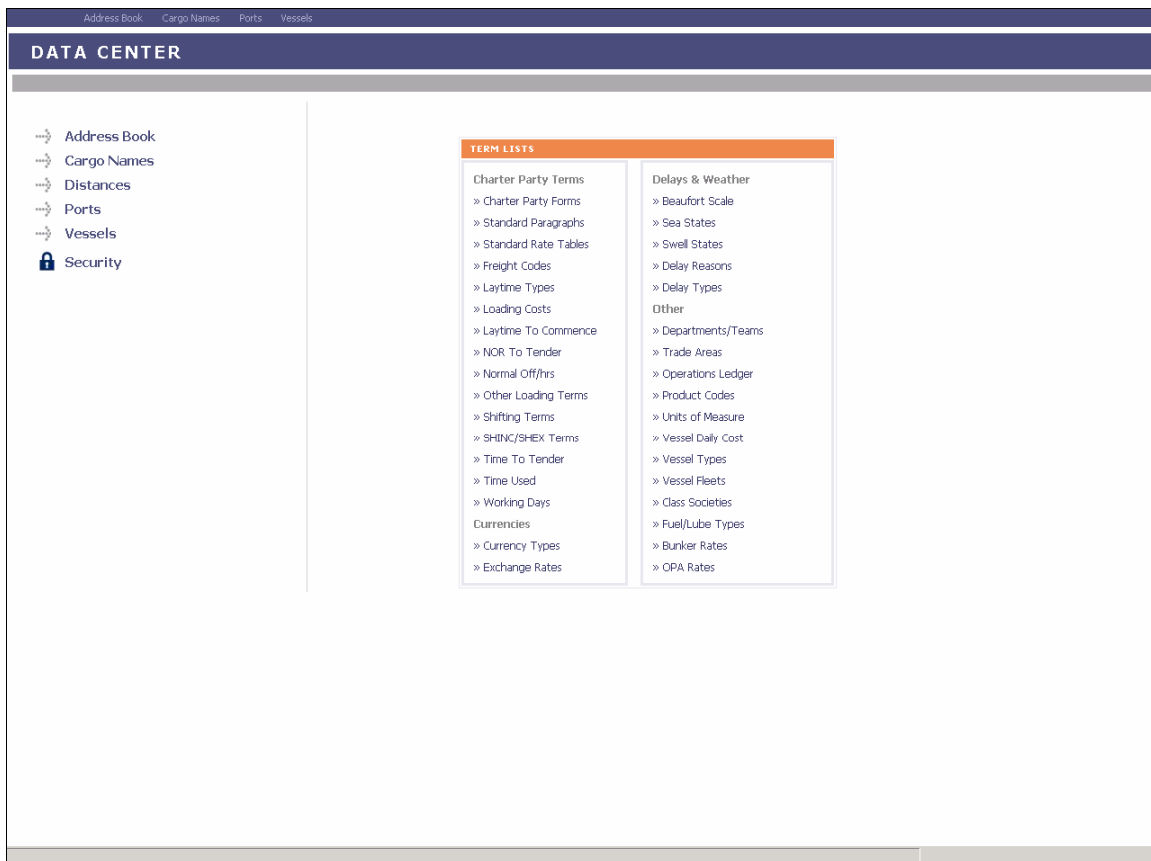 Address Book Cargo Names Ports Vessels
DATA CENTER
Address Book
Cargo Names
Distances
Ports
Vessels
Security
TERM LISTS
Charter Party Terms
» Charter Party Forms
» Standard Paragraphs
» Standard Rate Tables
» Freight Codes
» Laytime Types
» Loading Costs
» Laytime To Commence
» NOR To Tender
» Normal Off/hrs
» Other Loading Terms
» Shifting Terms
» SHINC/SHEX Terms
» Time To Tender
» Time Used
» Working Days
Currencies
» Currency Types
» Exchange Rates
Delays & Weather
» Beaufort Scale
» Sea States
» Swell States
» Delay Reasons
» Delay Types
Other
» Departments/Teams
» Trade Areas
» Operations Ledger
» Product Codes
» Units of Measure
» Vessel Daily Cost
» Vessel Types
» Vessel Fleets
» Class Societies
» Fuel/Lube Types
» Bunker Rates
» OPA Rates